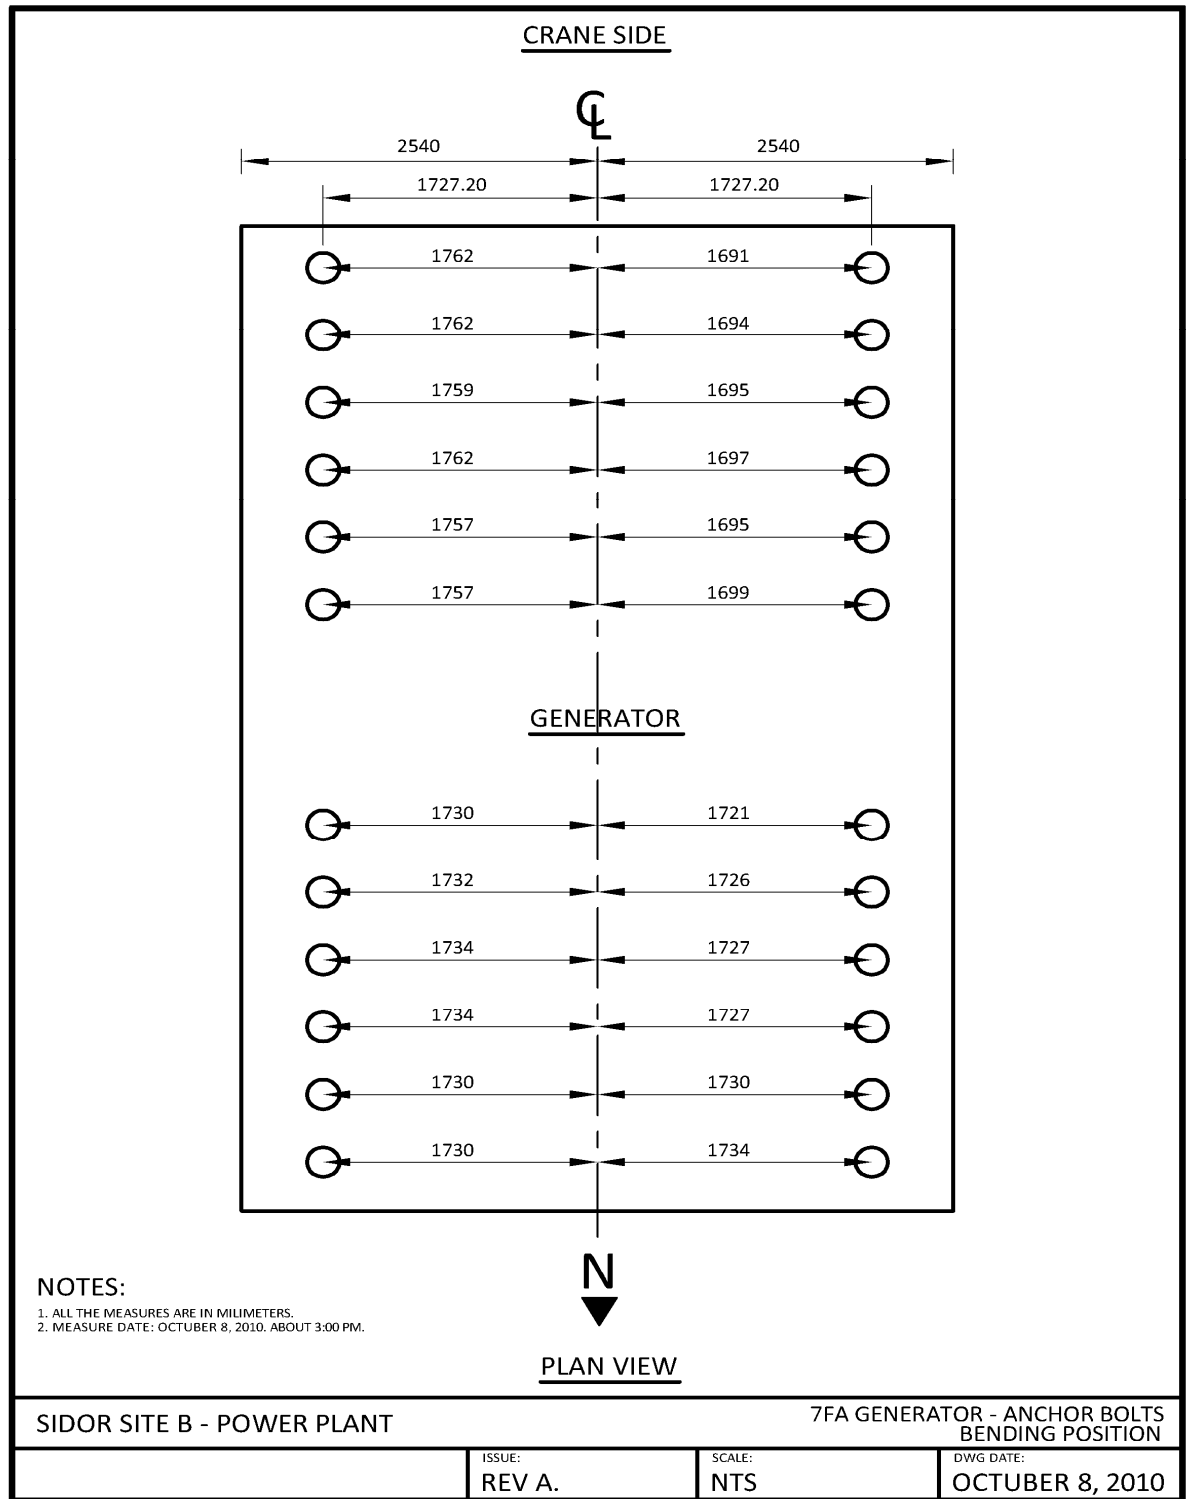 CRANE SIDE
℄
2540 2540
1727.20 1727.20
1762 1691
1762 1694
1759 1695
1762 1697
1757 1695
1757 1699
GENERATOR
1730 1721
1732 1726
1734 1727
1734 1727
1730 1730
1730 1734
N
NOTES:
1. ALL THE MEASURES ARE IN MILIMETERS.
2. MEASURE DATE: OCTUBER 8, 2010. ABOUT 3:00 PM.
PLAN VIEW
SIDOR SITE B - POWER PLANT
7FA GENERATOR - ANCHOR BOLTS
BENDING POSITION
ISSUE: SCALE: DWG DATE:
REV A. NTS OCTUBER 8, 2010